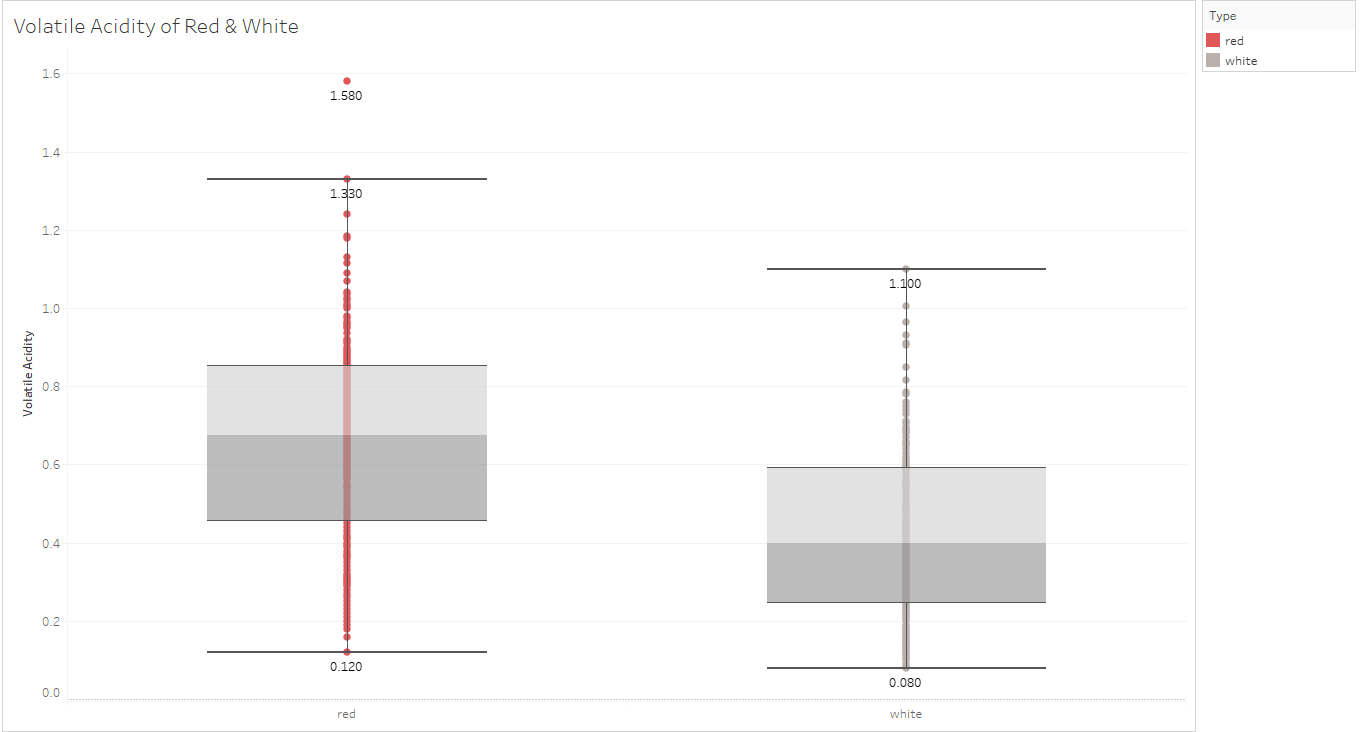 Volatile Acidity of Red & White
Type
red
white
Volatile Acidity
1.6
1.4
1.2
1.0
0.8
0.6
0.4
0.2
0.0
1.580
1.330
0.120
1.100
0.080
red
white